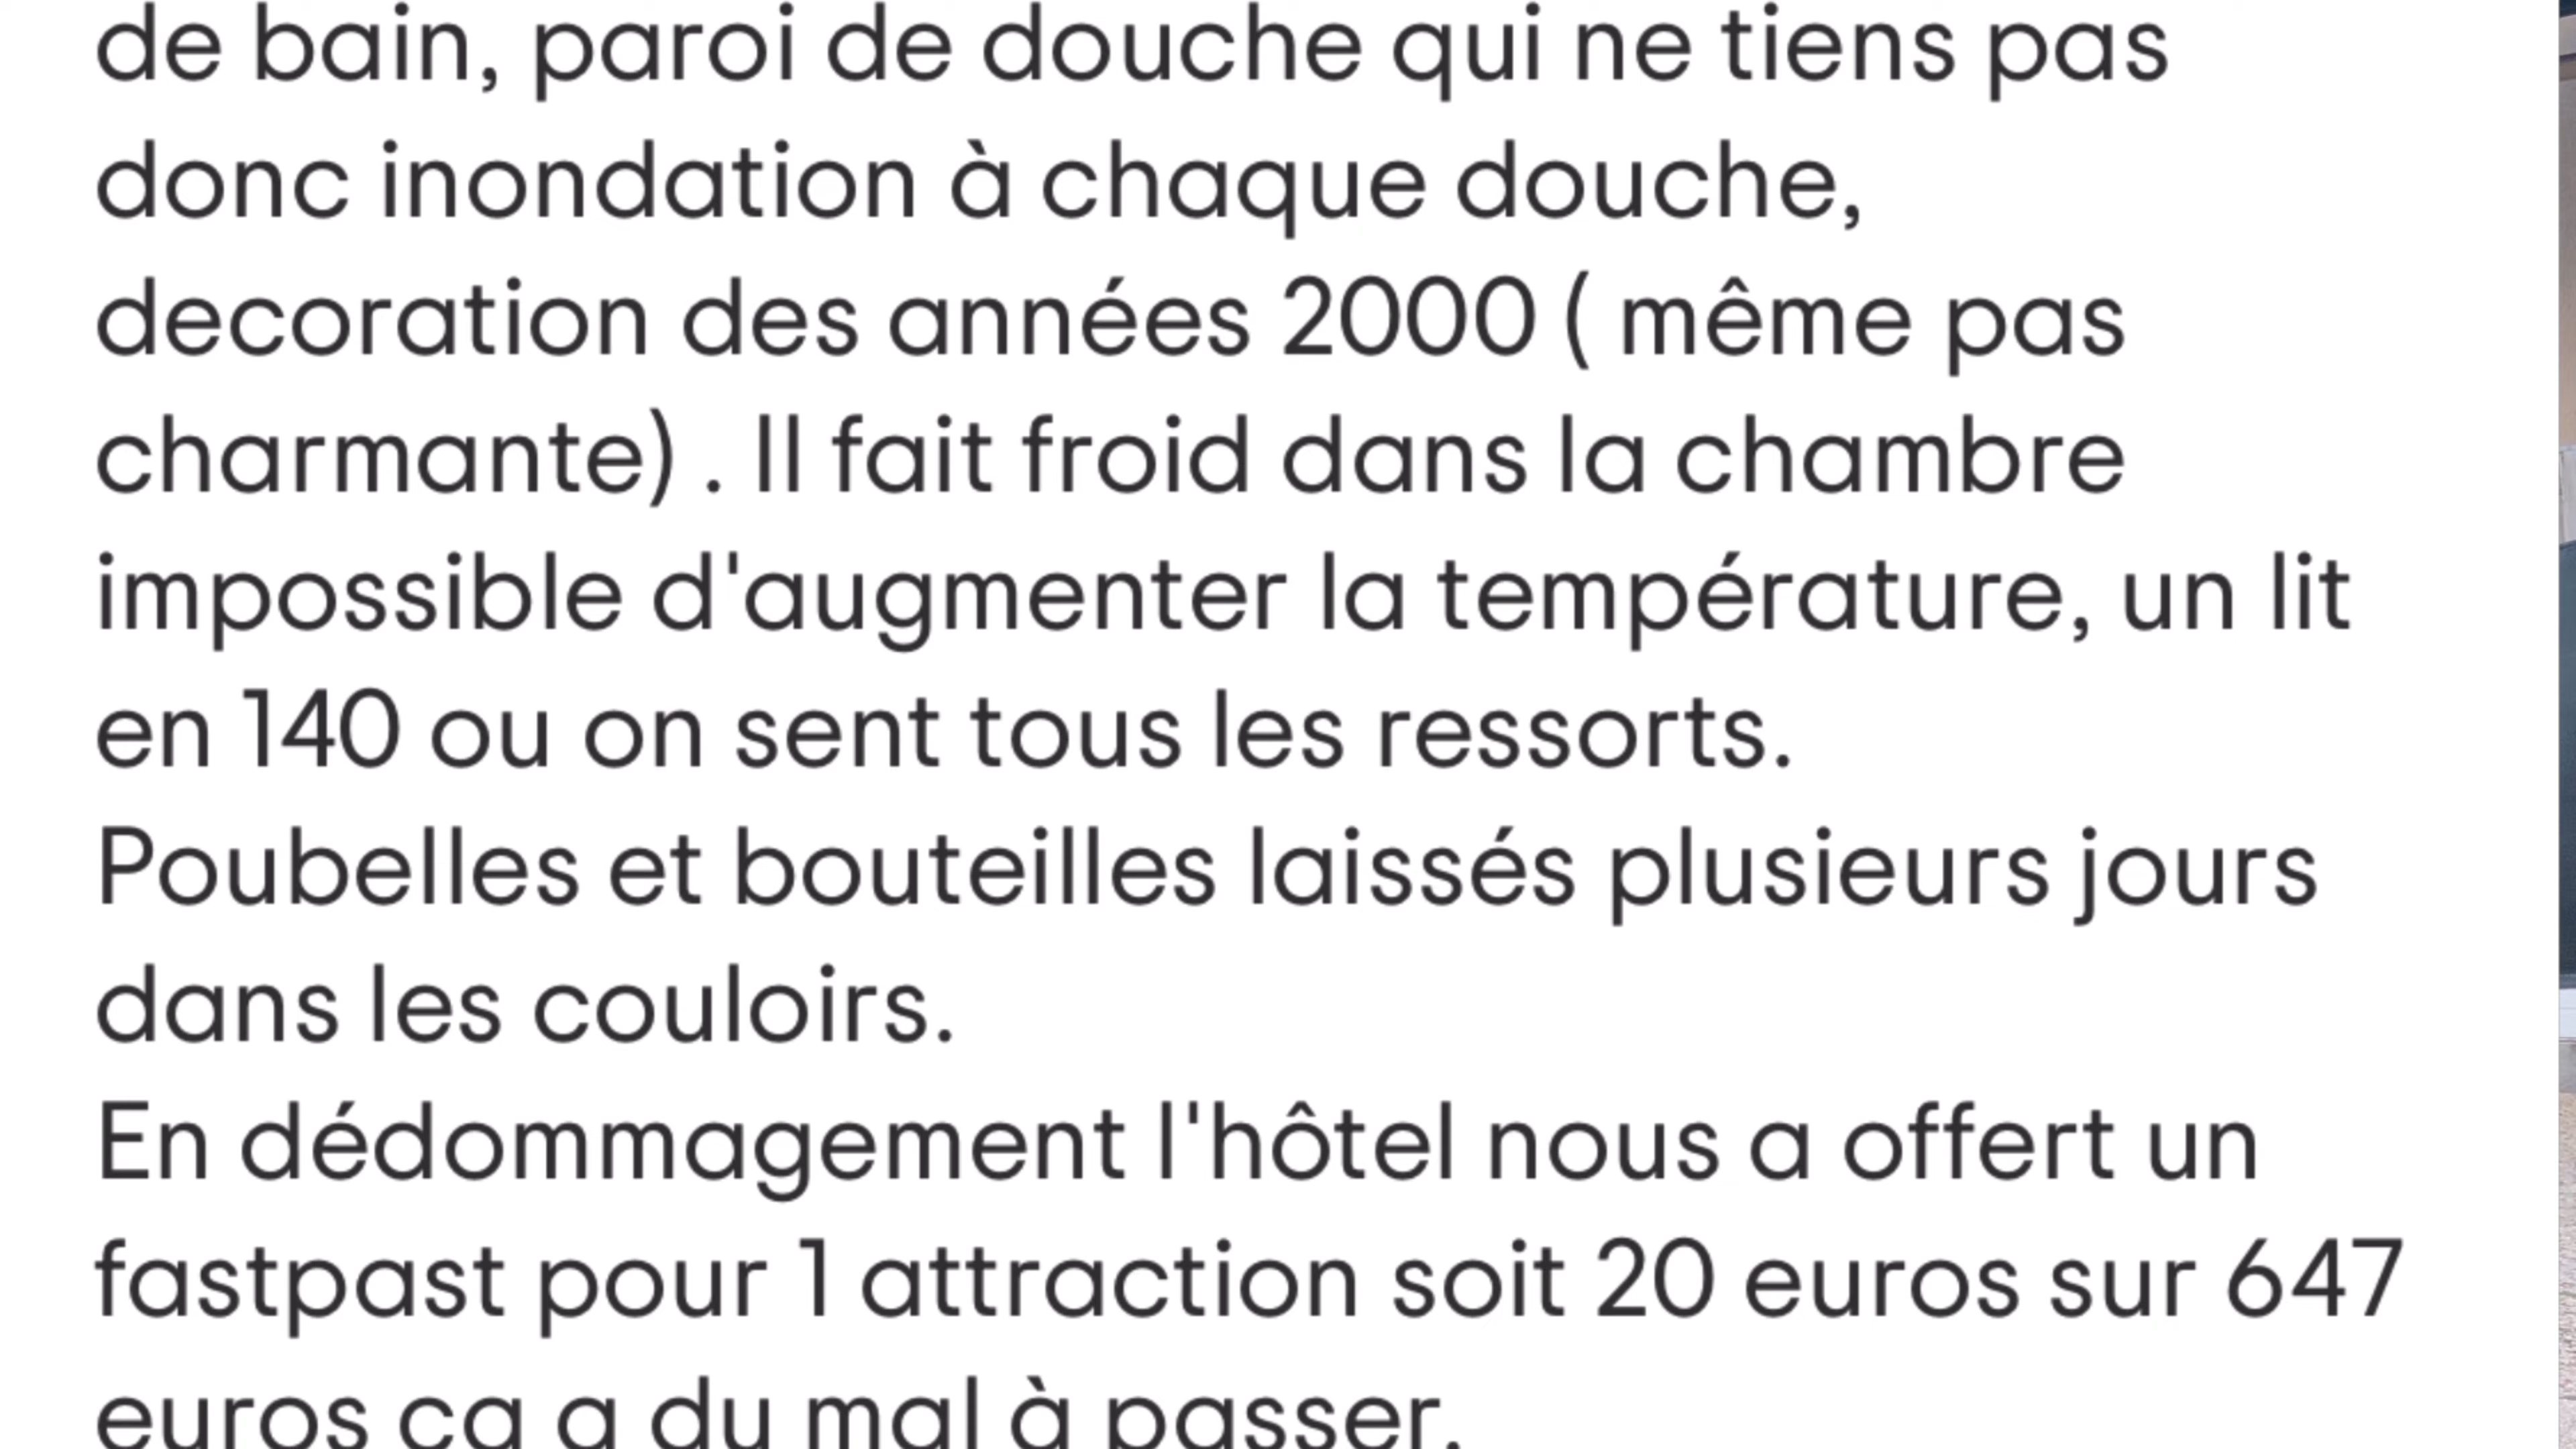 de bain, paroi de douche qui ne tiens pas
donc inondation à chaque douche,
decoration des années 2000 ( même pas
charmante) . Il fait froid dans la chambre
impossible d'augmenter la température, un lit
en 140 ou on sent tous les ressorts.
Poubelles et bouteilles laissés plusieurs jours
dans les couloirs.
En dédommagement l'hôtel nous a offert un
fastpast pour 1 attraction soit 20 euros sur 647
euros ca a du mal à passer.